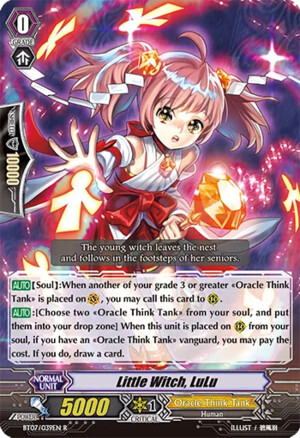 0
GRADE
10000
The young witch leaves the nest
and follows in the footsteps of her seniors.
AUTO [Soul]:When another of your grade 3 or greater «Oracle Think
Tank» is placed on , you may call this card to .
AUTO:[Choose two «Oracle Think Tank» from your soul, and put
them into your drop zone] When this unit is placed on from your
soul, if you have an «Oracle Think Tank» vanguard, you may pay the
cost. If you do, draw a card.
NORMAL
UNIT
Little Witch, LuLu
POWER
5000
1
CRITICAL
Oracle Think Tank
Human
BT07/039EN R
ILLUST /